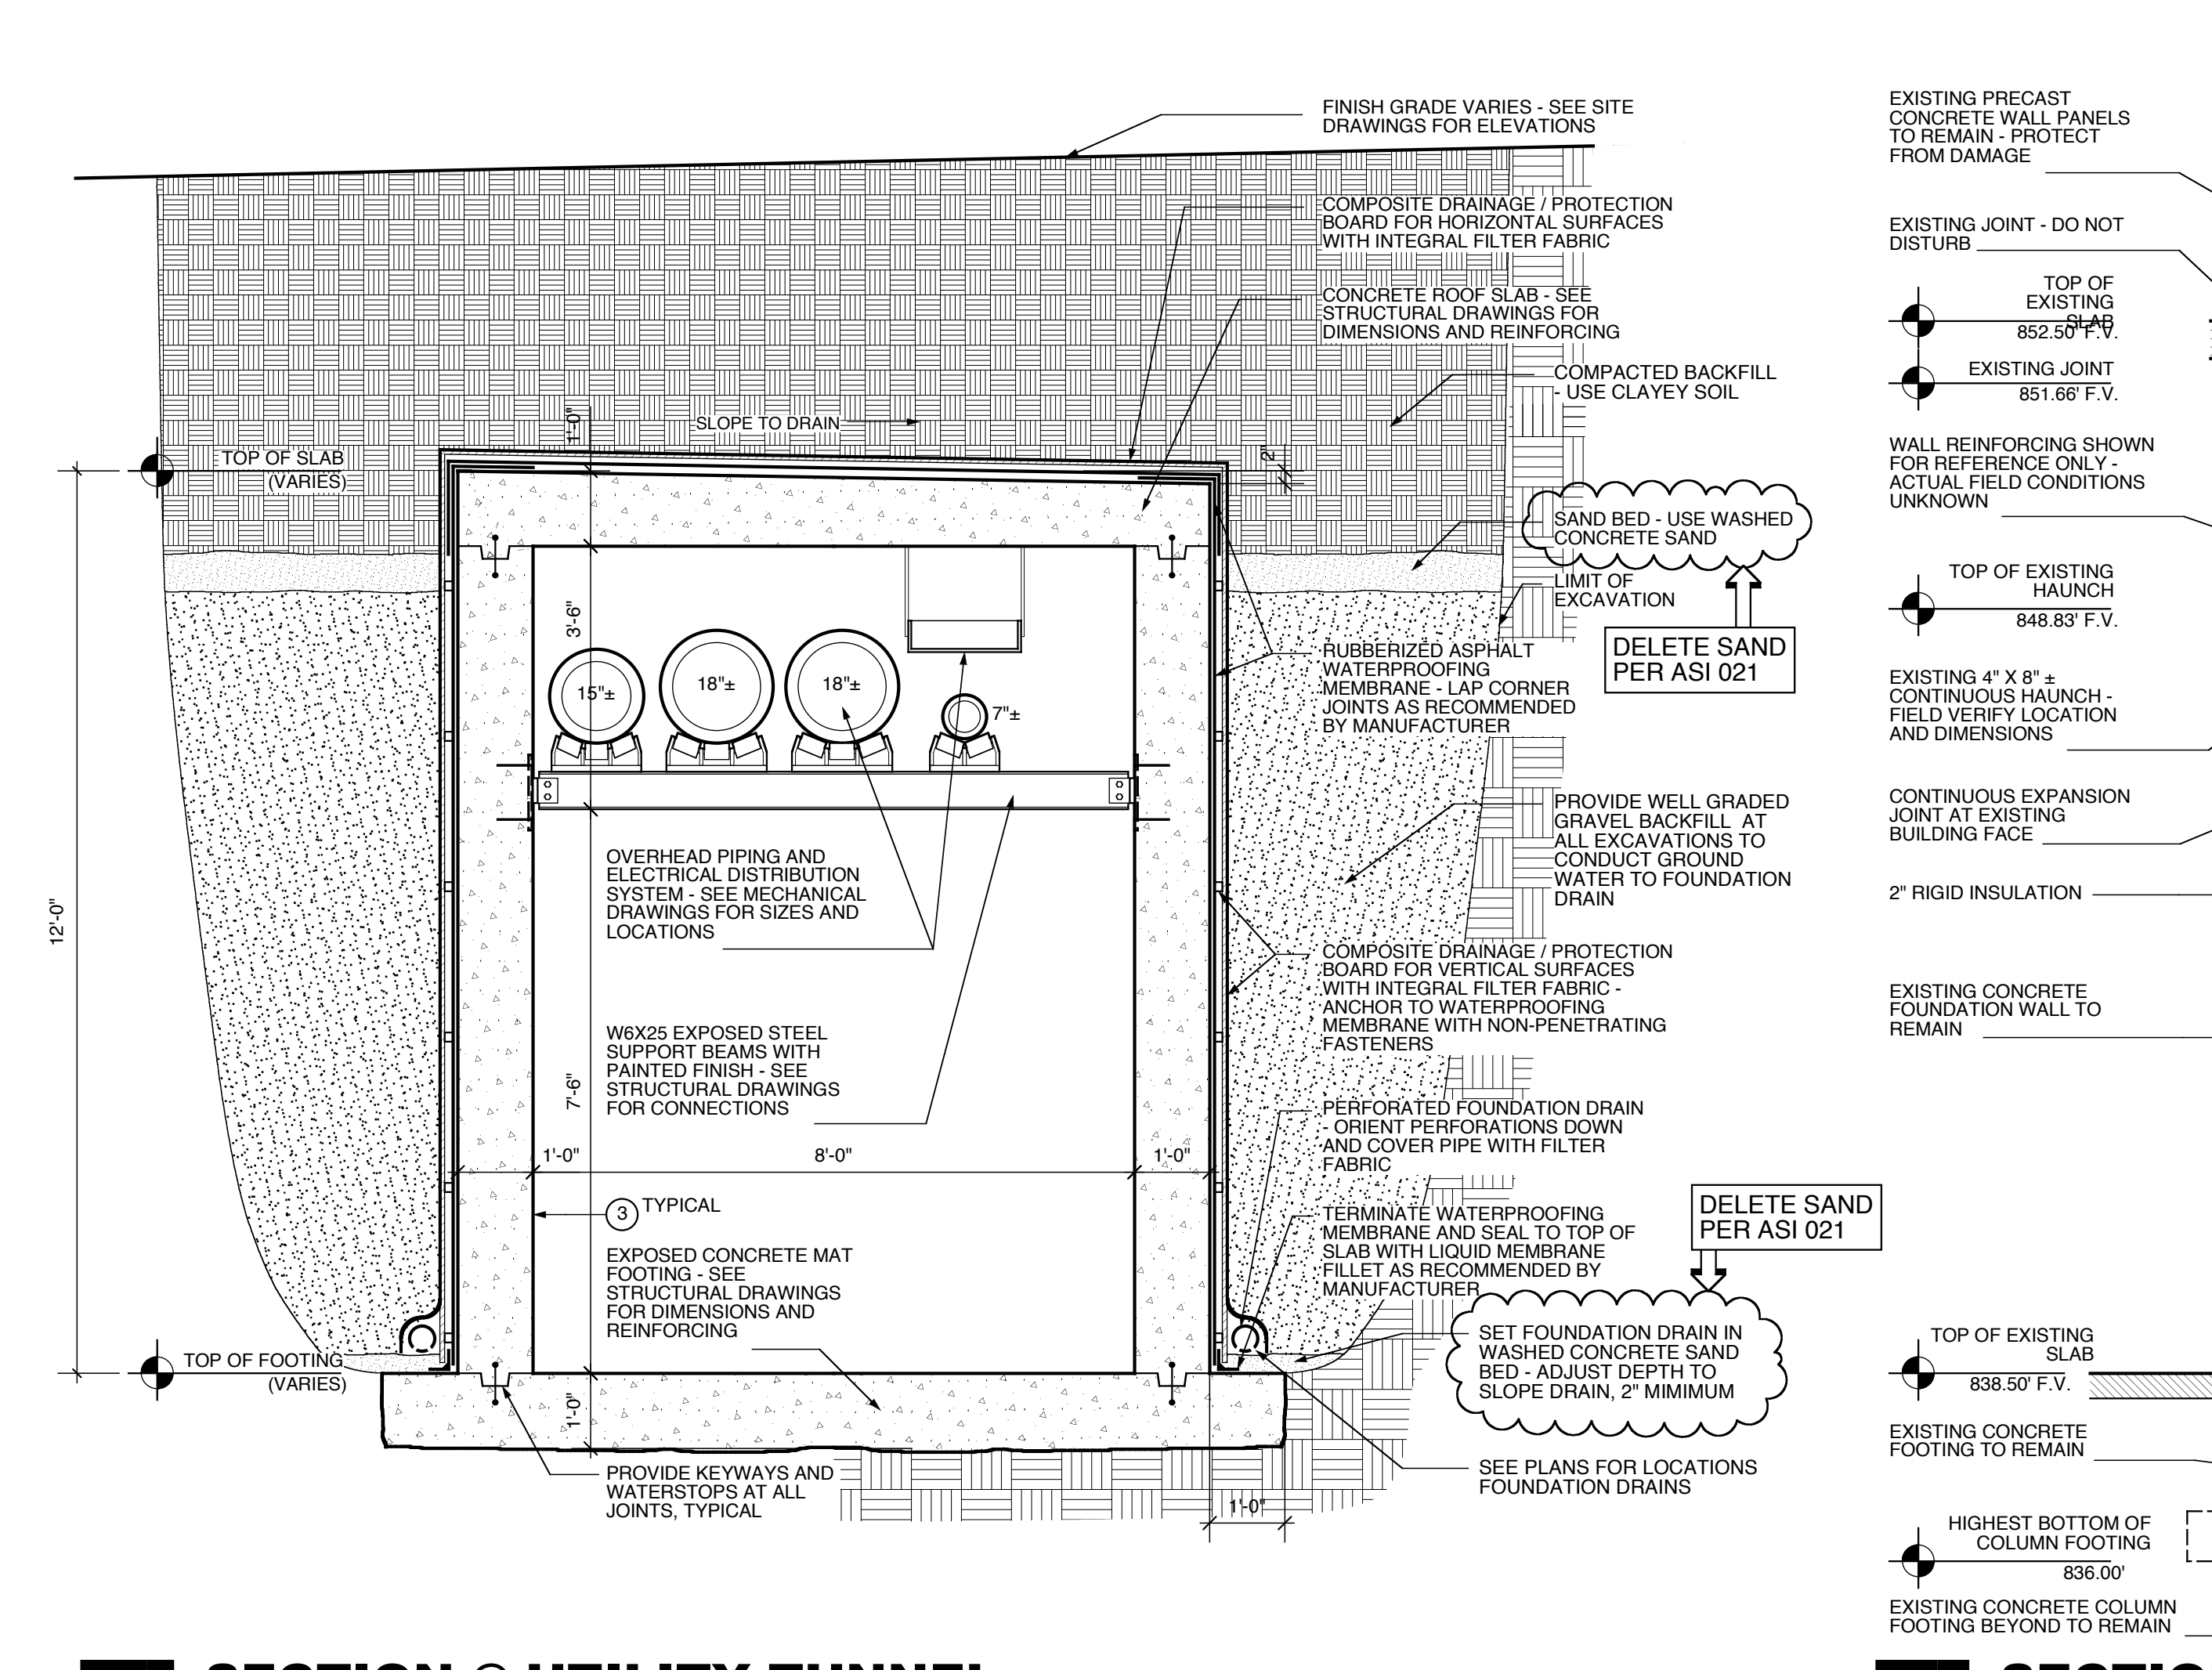 FINISH GRADE VARIES - SEE SITE
DRAWINGS FOR ELEVATIONS
COMPOSITE DRAINAGE / PROTECTION
BOARD FOR HORIZONTAL SURFACES
WITH INTEGRAL FILTER FABRIC
CONCRETE ROOF SLAB - SEE
STRUCTURAL DRAWINGS FOR
DIMENSIONS AND REINFORCING
COMPACTED BACKFILL
- USE CLAYEY SOIL
SLOPE TO DRAIN
1'-0"
2"
TOP OF SLAB
(VARIES)
SAND BED - USE WASHED
CONCRETE SAND
LIMIT OF
EXCAVATION
DELETE SAND
PER ASI 021
RUBBERIZED ASPHALT
WATERPROOFING
MEMBRANE - LAP CORNER
JOINTS AS RECOMMENDED
BY MANUFACTURER
3'-6"
15"±
18"±
18"±
7"±
PROVIDE WELL GRADED
GRAVEL BACKFILL AT
ALL EXCAVATIONS TO
CONDUCT GROUND
WATER TO FOUNDATION
DRAIN
OVERHEAD PIPING AND
ELECTRICAL DISTRIBUTION
SYSTEM - SEE MECHANICAL
DRAWINGS FOR SIZES AND
LOCATIONS
12'-0"
COMPOSITE DRAINAGE / PROTECTION
BOARD FOR VERTICAL SURFACES
WITH INTEGRAL FILTER FABRIC -
ANCHOR TO WATERPROOFING
MEMBRANE WITH NON-PENETRATING
FASTENERS
W6X25 EXPOSED STEEL
SUPPORT BEAMS WITH
PAINTED FINISH - SEE
STRUCTURAL DRAWINGS
FOR CONNECTIONS
7'-6"
PERFORATED FOUNDATION DRAIN
- ORIENT PERFORATIONS DOWN
AND COVER PIPE WITH FILTER
FABRIC
1'-0"
8'-0"
1'-0"
3 TYPICAL
DELETE SAND
PER ASI 021
TERMINATE WATERPROOFING
MEMBRANE AND SEAL TO TOP OF
SLAB WITH LIQUID MEMBRANE
FILLET AS RECOMMENDED BY
MANUFACTURER
EXPOSED CONCRETE MAT
FOOTING - SEE
STRUCTURAL DRAWINGS
FOR DIMENSIONS AND
REINFORCING
SET FOUNDATION DRAIN IN
WASHED CONCRETE SAND
BED - ADJUST DEPTH TO
SLOPE DRAIN, 2" MIMIMUM
TOP OF FOOTING
(VARIES)
1'-0"
PROVIDE KEYWAYS AND
WATERSTOPS AT ALL
JOINTS, TYPICAL
SEE PLANS FOR LOCATIONS
FOUNDATION DRAINS
1'-0"
SECTION @ UTILITY TUNNEL
EXISTING PRECAST
CONCRETE WALL PANELS
TO REMAIN - PROTECT
FROM DAMAGE
EXISTING JOINT - DO NOT
DISTURB
TOP OF
EXISTING
SLAB
852.50' F.V.
EXISTING JOINT
851.66' F.V.
WALL REINFORCING SHOWN
FOR REFERENCE ONLY -
ACTUAL FIELD CONDITIONS
UNKNOWN
TOP OF EXISTING
HAUNCH
848.83' F.V.
EXISTING 4" X 8" ±
CONTINUOUS HAUNCH -
FIELD VERIFY LOCATION
AND DIMENSIONS
CONTINUOUS EXPANSION
JOINT AT EXISTING
BUILDING FACE
2" RIGID INSULATION
EXISTING CONCRETE
FOUNDATION WALL TO
REMAIN
TOP OF EXISTING
SLAB
838.50' F.V.
EXISTING CONCRETE
FOOTING TO REMAIN
HIGHEST BOTTOM OF
COLUMN FOOTING
836.00'
EXISTING CONCRETE COLUMN
FOOTING BEYOND TO REMAIN